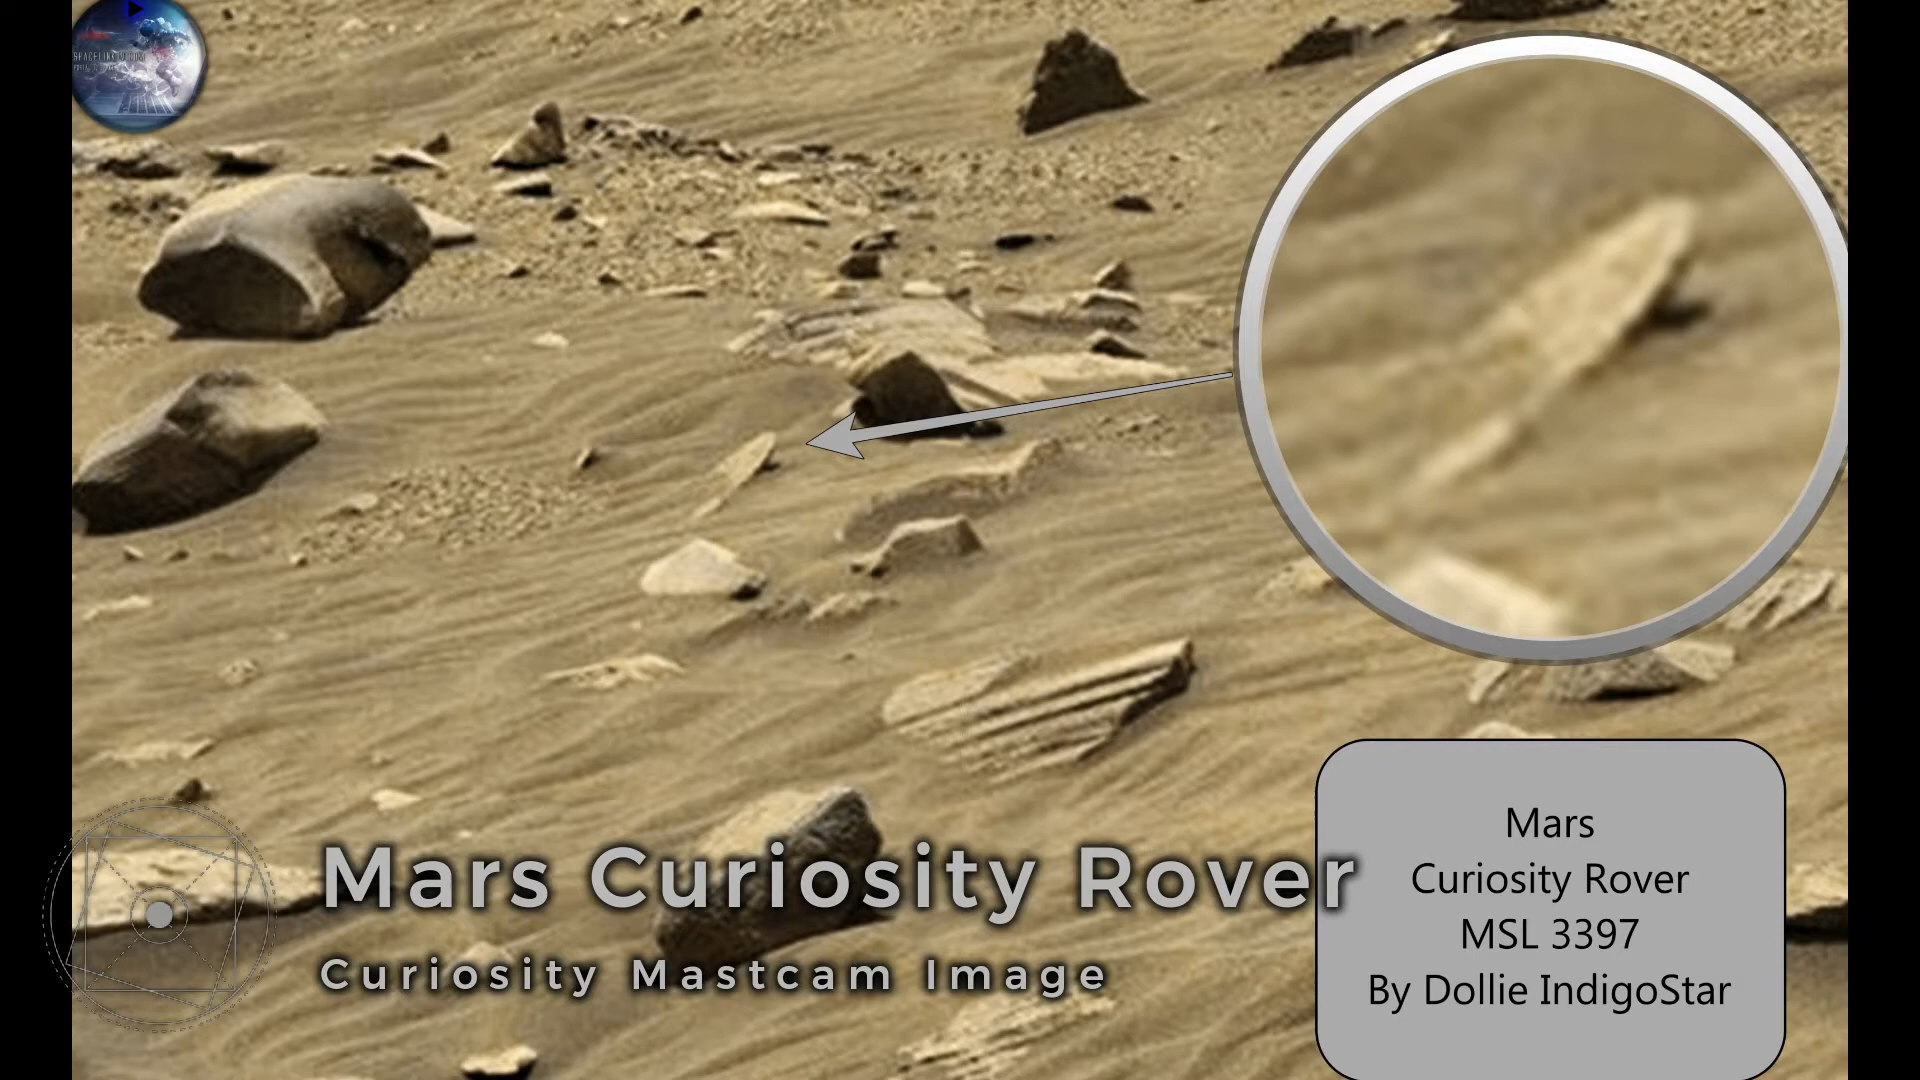 Mars Curiosity Rover
Curiosity Mastcam Image
Mars
Curiosity Rover
MSL 3397
By Dollie IndigoStar